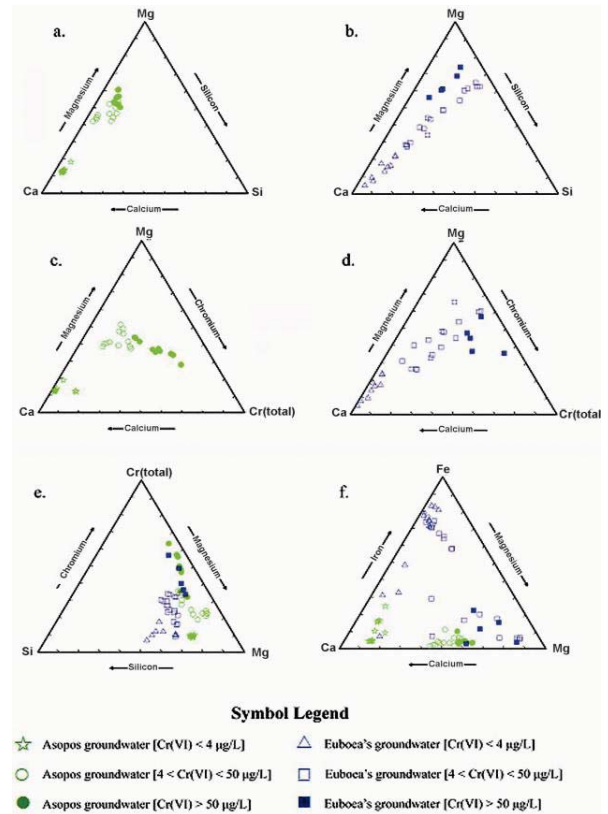 a.
Mg
Magnesium
Silicon
Ca
Si
Calcium
b.
Mg
Magnesium
Silicon
Ca
Si
Calcium
c.
Mg
Magnesium
Chromium
Ca
Cr(total)
Calcium
d.
Mg
Magnesium
Chromium
Ca
Cr(total)
Calcium
e.
Cr(total)
Chromium
Magnesium
Si
Mg
Silicon
f.
Fe
Iron
Magnesium
Ca
Mg
Calcium
Symbol Legend
Asopos groundwater [Cr(VI) < 4 μg/L]
Euboea's groundwater [Cr(VI) < 4 μg/L]
Asopos groundwater [4 < Cr(VI) < 50 μg/L]
Euboea's groundwater [4 < Cr(VI) < 50 μg/L]
Asopos groundwater [Cr(VI) > 50 μg/L]
Euboea's groundwater [Cr(VI) > 50 μg/L]